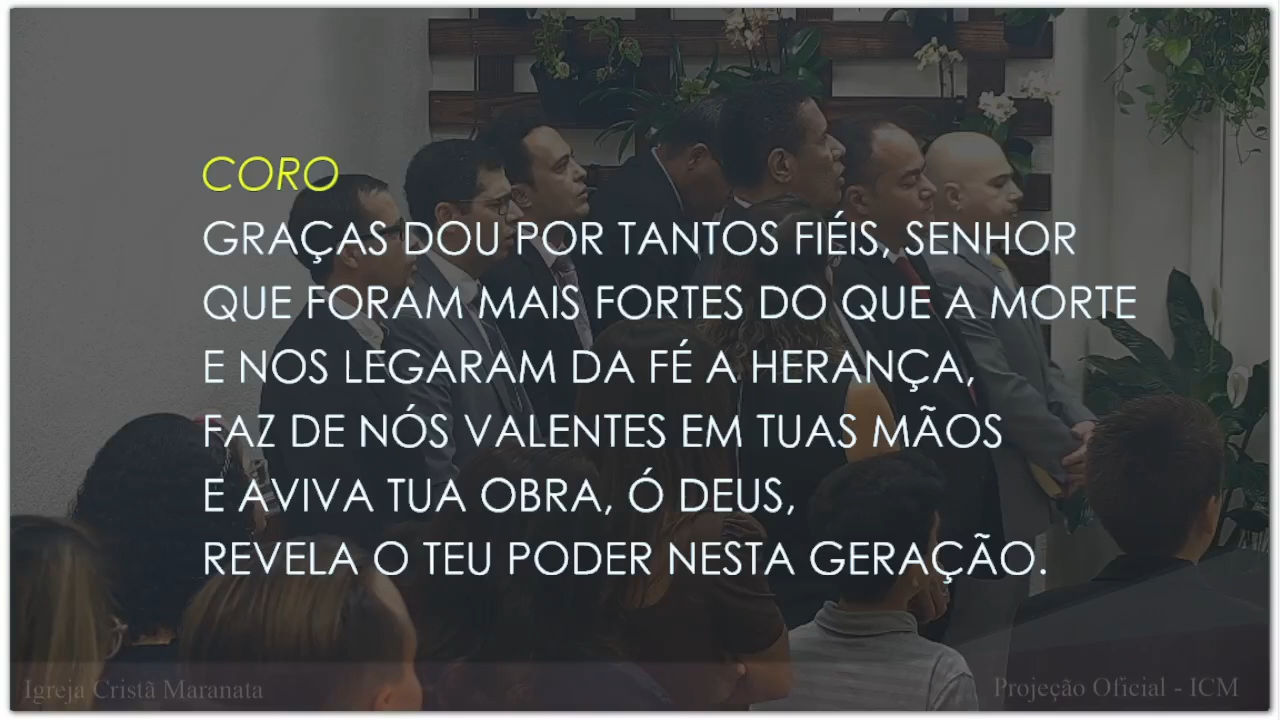 CORO
GRAÇAS DOU POR TANTOS FIÉIS, SENHOR
QUE FORAM MAIS FORTES DO QUE A MORTE
E NOS LEGARAM DA FÉ A HERANÇA,
FAZ DE NÓS VALENTES EM TUAS MÃOS
E AVIVA TUA OBRA, Ó DEUS,
REVELA O TEU PODER NESTA GERAÇÃO.
Igreja Cristã Maranata
Projeção Oficial - ICM